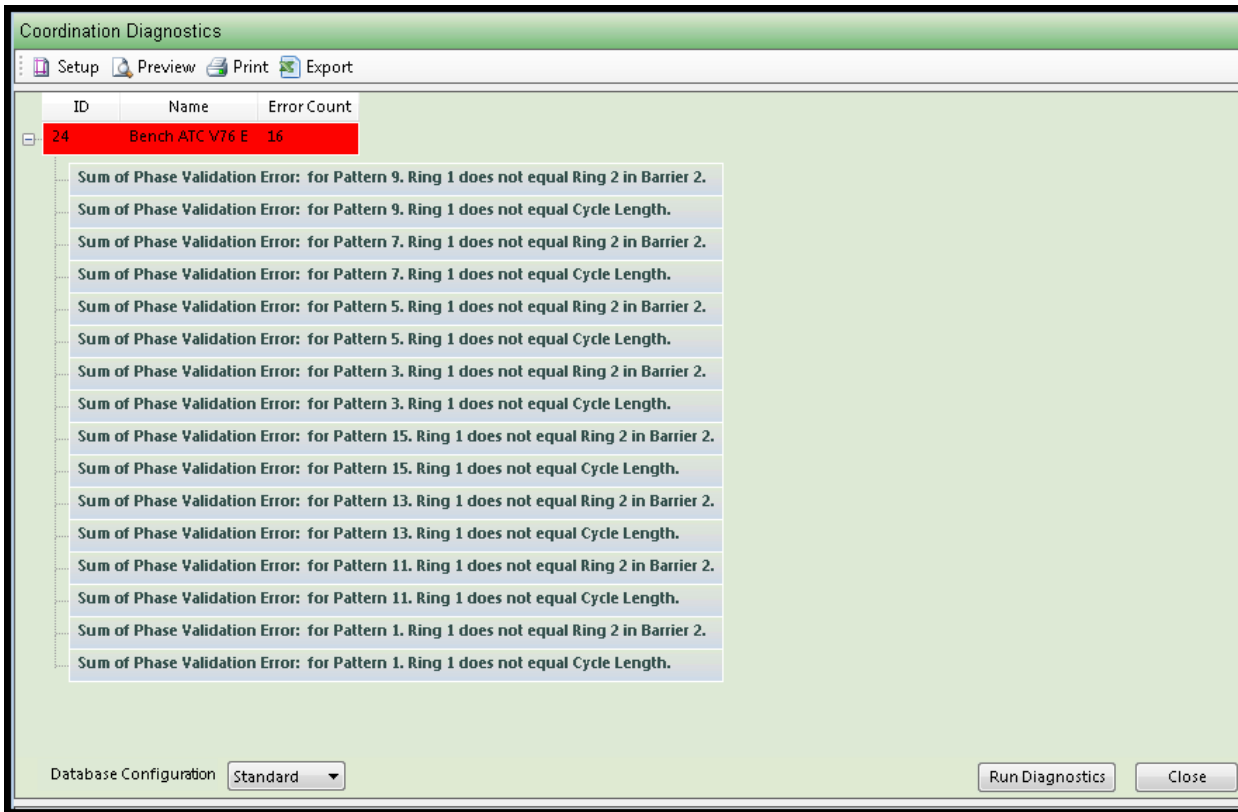 Coordination Diagnostics
Setup Preview Print Export
ID Name Error Count
24 Bench ATC V76 E 16
Sum of Phase Validation Error: for Pattern 9. Ring 1 does not equal Ring 2 in Barrier 2.
Sum of Phase Validation Error: for Pattern 9. Ring 1 does not equal Cycle Length.
Sum of Phase Validation Error: for Pattern 7. Ring 1 does not equal Ring 2 in Barrier 2.
Sum of Phase Validation Error: for Pattern 7. Ring 1 does not equal Cycle Length.
Sum of Phase Validation Error: for Pattern 5. Ring 1 does not equal Ring 2 in Barrier 2.
Sum of Phase Validation Error: for Pattern 5. Ring 1 does not equal Cycle Length.
Sum of Phase Validation Error: for Pattern 3. Ring 1 does not equal Ring 2 in Barrier 2.
Sum of Phase Validation Error: for Pattern 3. Ring 1 does not equal Cycle Length.
Sum of Phase Validation Error: for Pattern 15. Ring 1 does not equal Ring 2 in Barrier 2.
Sum of Phase Validation Error: for Pattern 15. Ring 1 does not equal Cycle Length.
Sum of Phase Validation Error: for Pattern 13. Ring 1 does not equal Ring 2 in Barrier 2.
Sum of Phase Validation Error: for Pattern 13. Ring 1 does not equal Cycle Length.
Sum of Phase Validation Error: for Pattern 11. Ring 1 does not equal Ring 2 in Barrier 2.
Sum of Phase Validation Error: for Pattern 11. Ring 1 does not equal Cycle Length.
Sum of Phase Validation Error: for Pattern 1. Ring 1 does not equal Ring 2 in Barrier 2.
Sum of Phase Validation Error: for Pattern 1. Ring 1 does not equal Cycle Length.
Database Configuration Standard Run Diagnostics Close